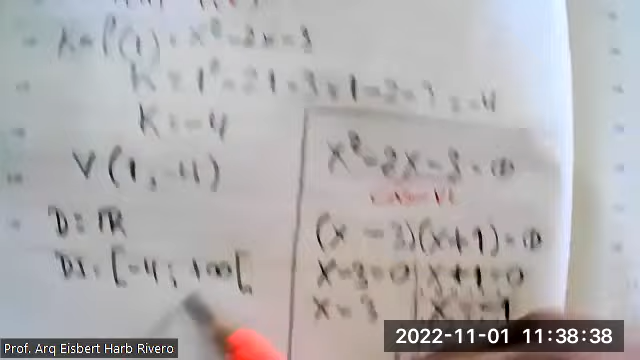 K = f(1) = x² - 2x - 3
K = 1² - 2·1 - 3 = 1 - 2 - 3 = -4
K = -4
V(1, -4)
D = IR
DI = [-4; +∞[
x² - 2x - 3 = 0
(x - 3)(x + 1) = 0
x - 3 = 0 | x + 1 = 0
x = 3 | x = -1
Prof. Arq Eisbert Harb Rivero
2022-11-01 11:38:38